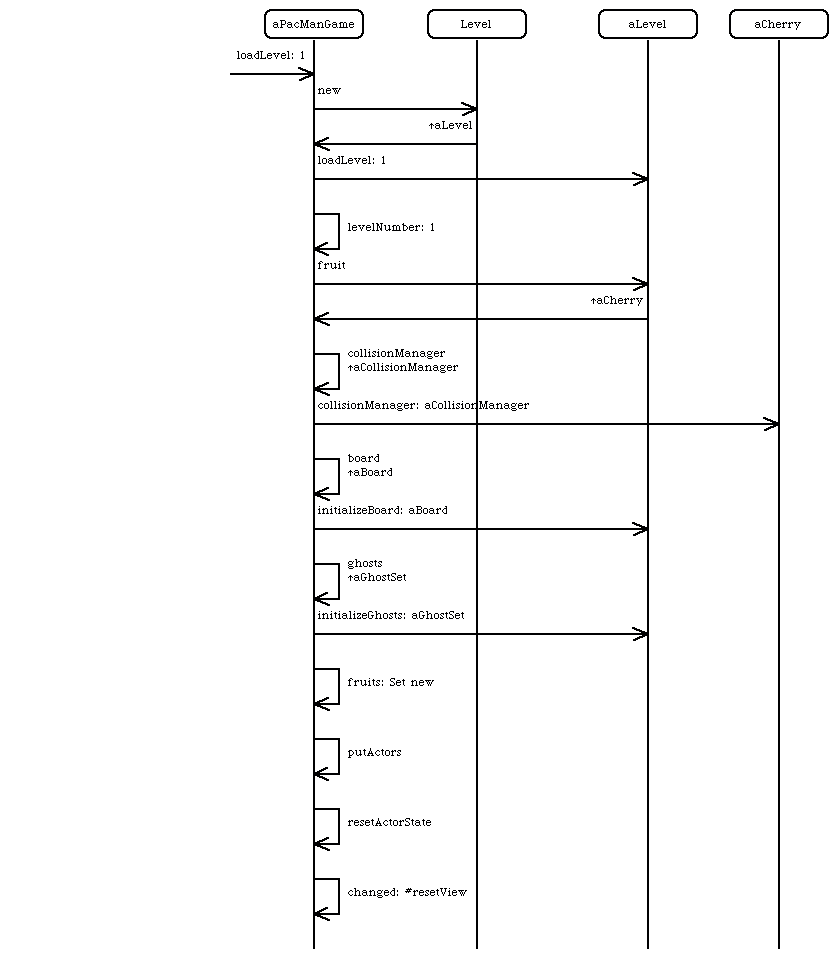 aPacManGame
Level
aLevel
aCherry
loadLevel: 1
new
↑aLevel
loadLevel: 1
levelNumber: 1
fruit
↑aCherry
collisionManager
↑aCollisionManager
collisionManager: aCollisionManager
board
↑aBoard
initializeBoard: aBoard
ghosts
↑aGhostSet
initializeGhosts: aGhostSet
fruits: Set new
putActors
resetActorState
changed: #resetView